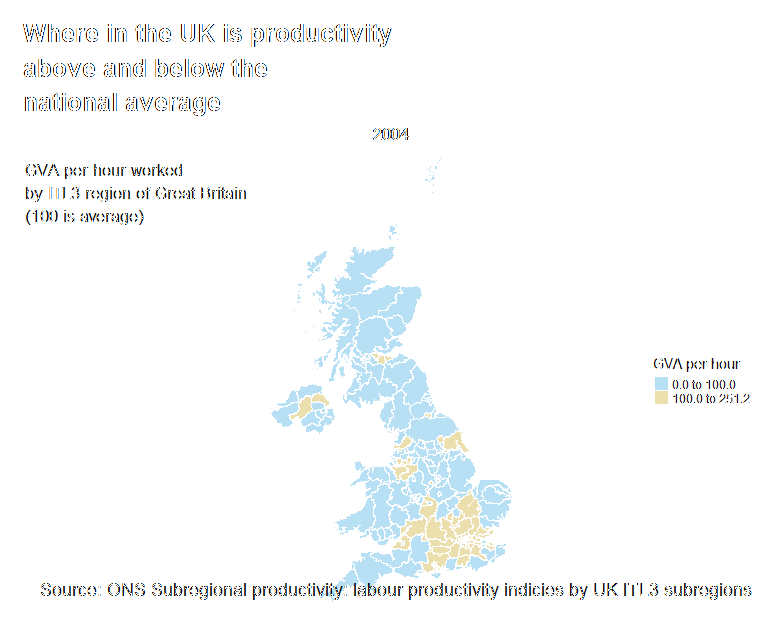 Where in the UK is productivity
above and below the
national average
2004
GVA per hour worked
by ITL3 region of Great Britain
(100 is average)
GVA per hour
0.0 to 100.0
100.0 to 251.2
Source: ONS Subregional productivity: labour productivity indicies by UK ITL3 subregions